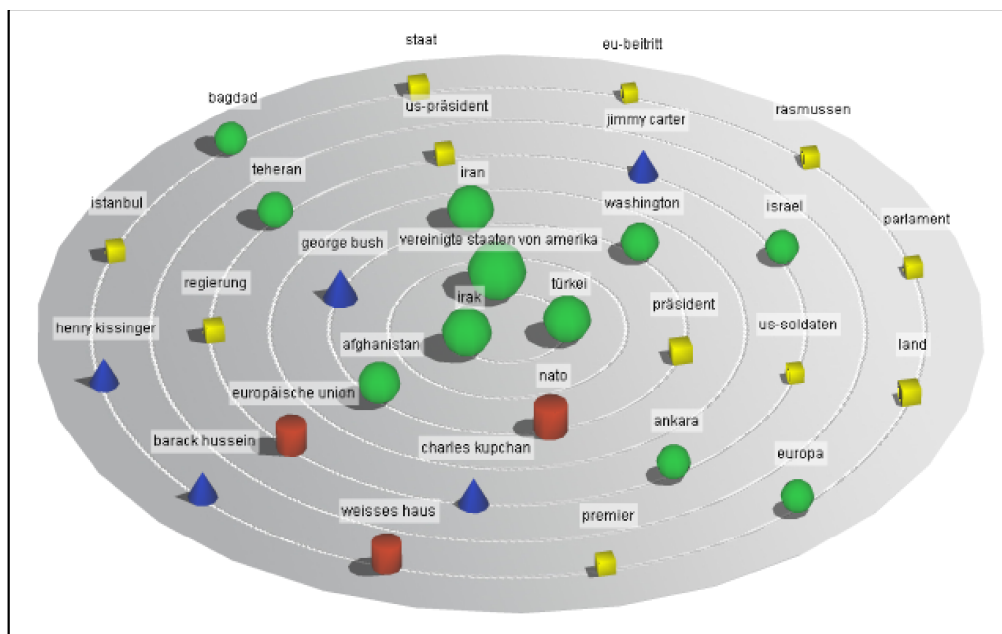 staat
eu-beitritt
bagdad
us-präsident
rasmussen
jimmy carter
teheran
iran
istanbul
washington
israel
parlament
george bush
vereinigte staaten von amerika
regierung
türkei
irak
präsident
henry kissinger
us-soldaten
afghanistan
land
nato
europäische union
ankara
barack hussein
charles kupchan
europa
weisses haus
premier